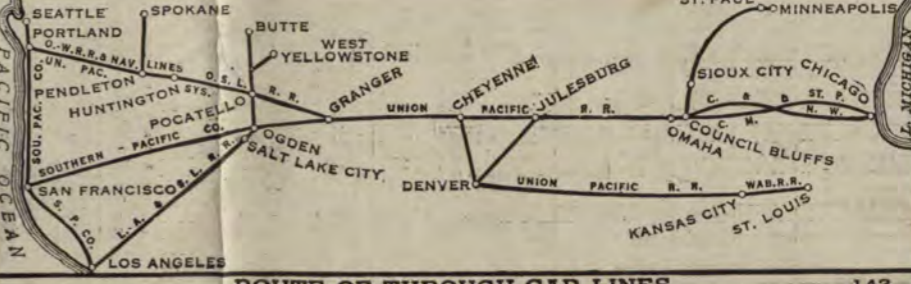 SEATTLE
SPOKANE
PORTLAND
BUTTE
WEST
YELLOWSTONE
MINNEAPOLIS
O.-W.R.R. & NAV. LINES
UN. PAC. SYS.
PENDLETON
HUNTINGTON
O. S. L. R. R.
POCATELLO
GRANGER
UNION PACIFIC R. R.
CHEYENNE
JULESBURG
SIOUX CITY
CHICAGO
C. & N. W.
C. M. & ST. P.
COUNCIL BLUFFS
OMAHA
L. MICHIGAN
PACIFIC OCEAN
SOU. PAC. CO.
SOUTHERN - PACIFIC CO.
OGDEN
SALT LAKE CITY
L. A. & S. L. R. R.
SAN FRANCISCO
S. P. CO.
LOS ANGELES
DENVER
UNION PACIFIC R. R.
WAB. R. R.
KANSAS CITY
ST. LOUIS